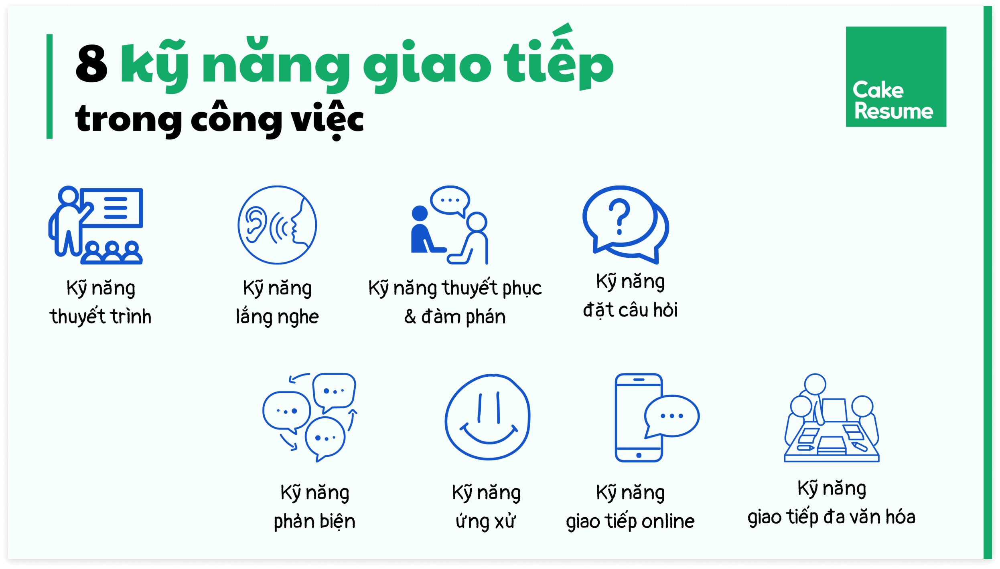 8 kỹ năng giao tiếp
trong công việc
Cake
Resume
Kỹ năng
thuyết trình
Kỹ năng
lắng nghe
Kỹ năng thuyết phục
& đàm phán
Kỹ năng
đặt câu hỏi
Kỹ năng
phản biện
Kỹ năng
ứng xử
Kỹ năng
giao tiếp online
Kỹ năng
giao tiếp đa văn hóa